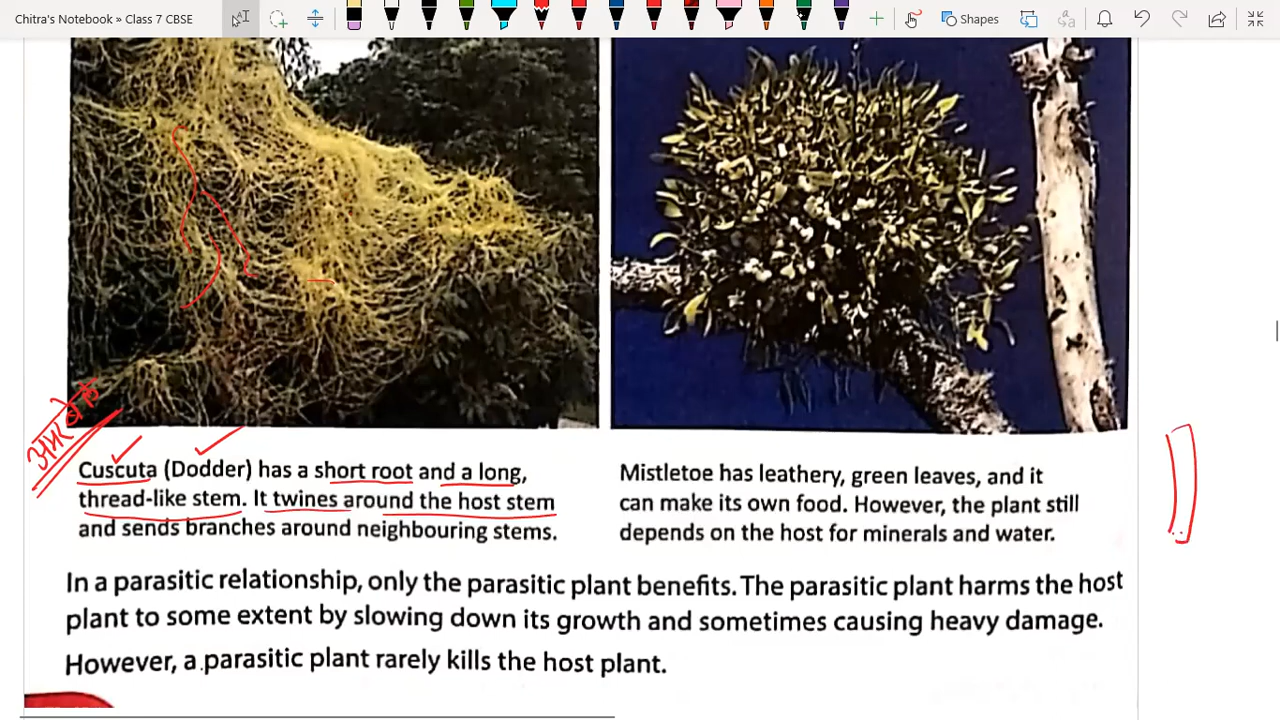 Chitra's Notebook » Class 7 CBSE
Shapes
Cuscuta (Dodder) has a short root and a long,
thread-like stem. It twines around the host stem
and sends branches around neighbouring stems.
Mistletoe has leathery, green leaves, and it
can make its own food. However, the plant still
depends on the host for minerals and water.
In a parasitic relationship, only the parasitic plant benefits. The parasitic plant harms the host
plant to some extent by slowing down its growth and sometimes causing heavy damage.
However, a parasitic plant rarely kills the host plant.